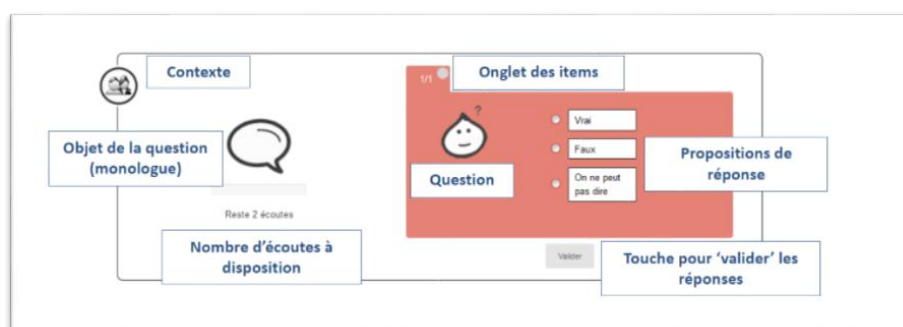 Contexte
1/1
Onglet des items
?
Vrai
Objet de la question
(monologue)
Faux
Propositions de
réponse
Question
On ne peut
pas dire
Reste 2 écoutes
Nombre d'écoutes à
disposition
Valider
Touche pour 'valider' les
réponses